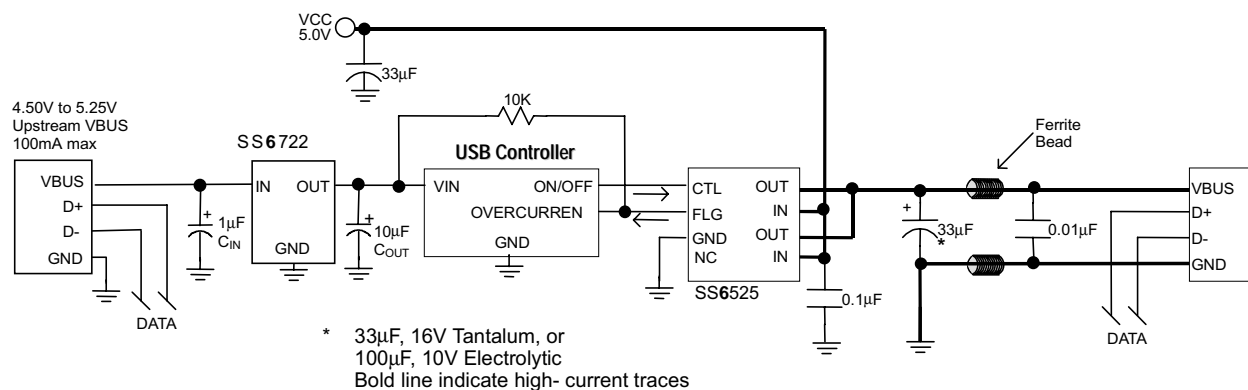 VCC
5.0V
33µF
10K
4.50V to 5.25V
Upstream VBUS
100mA max
SS6722
USB Controller
Ferrite
Bead
VBUS
D+
D-
GND
IN
OUT
GND
1µF
CIN
10µF
COUT
VIN
ON/OFF
OVERCURREN
GND
CTL
FLG
GND
NC
OUT
IN
OUT
IN
SS6525
0.1µF
33µF
*
0.01µF
VBUS
D+
D-
GND
DATA
DATA
* 33µF, 16V Tantalum, or
100µF, 10V Electrolytic
Bold line indicate high- current traces